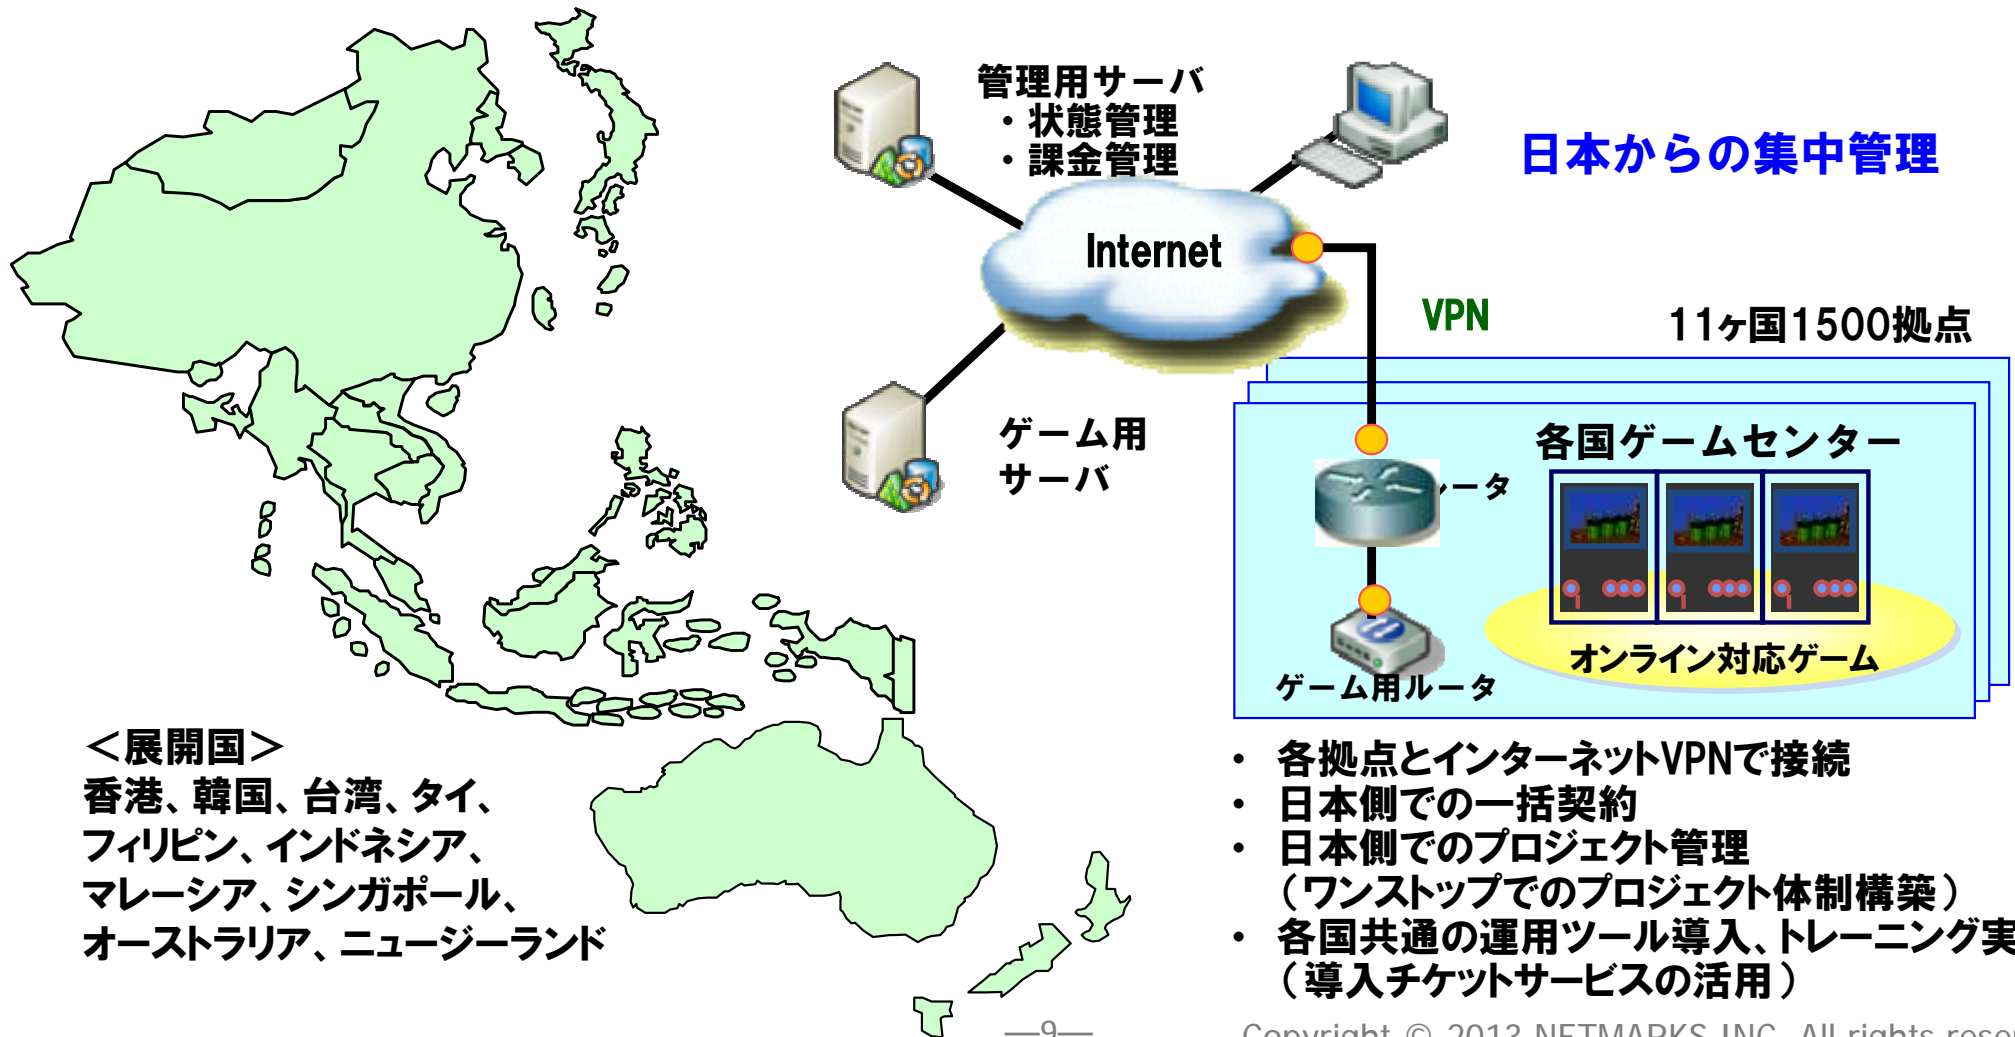 管理用サーバ
・状態管理
・課金管理
日本からの集中管理
Internet
VPN
11ヶ国1500拠点
ゲーム用
サーバ
各国ゲームセンター
ータ
オンライン対応ゲーム
ゲーム用ルータ
＜展開国＞
香港、韓国、台湾、タイ、
フィリピン、インドネシア、
マレーシア、シンガポール、
オーストラリア、ニュージーランド
・ 各拠点とインターネットVPNで接続
・ 日本側での一括契約
・ 日本側でのプロジェクト管理
（ワンストップでのプロジェクト体制構築）
・ 各国共通の運用ツール導入、トレーニング実
（導入チケットサービスの活用）
―9―
Copyright © 2013 NETMARKS INC. All rights rese